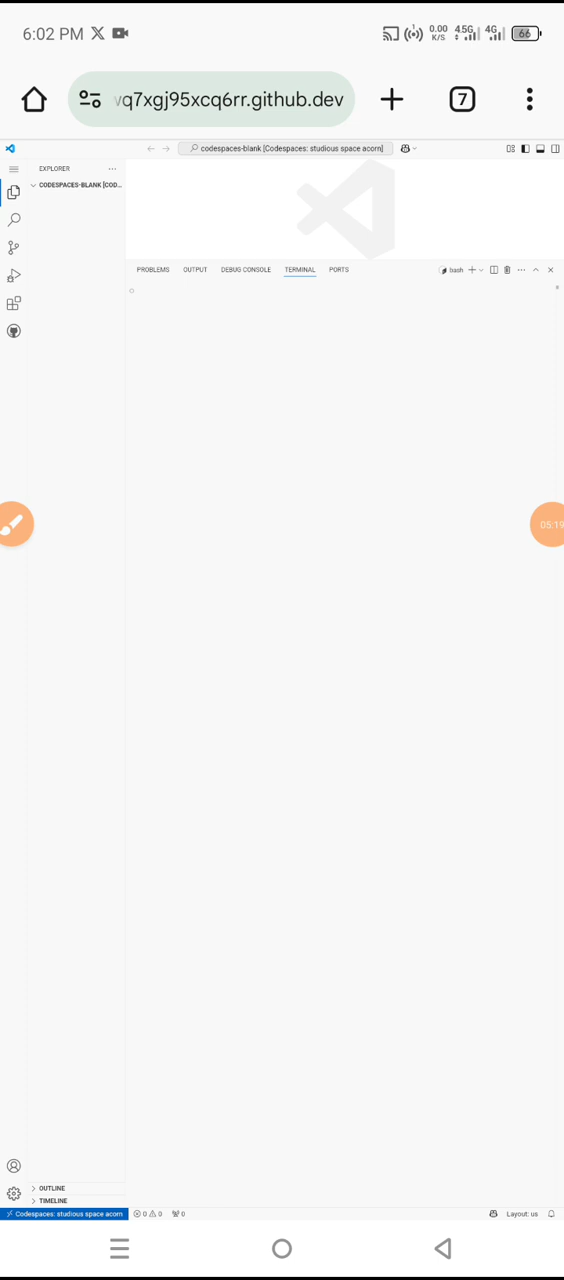 6:02 PM
0.00 K/S 4.5G 4G 66
vq7xgj95xcq6rr.github.dev
7
codespaces-blank [Codespaces: studious space acorn]
EXPLORER
CODESPACES-BLANK [COD...
PROBLEMS OUTPUT DEBUG CONSOLE TERMINAL PORTS bash
05:19
OUTLINE
TIMELINE
Codespaces: studious space acorn 0 0 0 Layout: us